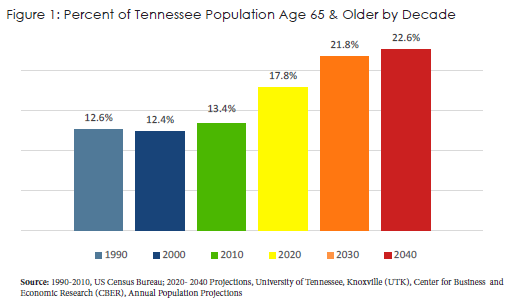 Figure 1: Percent of Tennessee Population Age 65 & Older by Decade
12.6%
12.4%
13.4%
17.8%
21.8%
22.6%
1990 2000 2010 2020 2030 2040
Source: 1990-2010, US Census Bureau; 2020- 2040 Projections, University of Tennessee, Knoxville (UTK), Center for Business and
Economic Research (CBER), Annual Population Projections